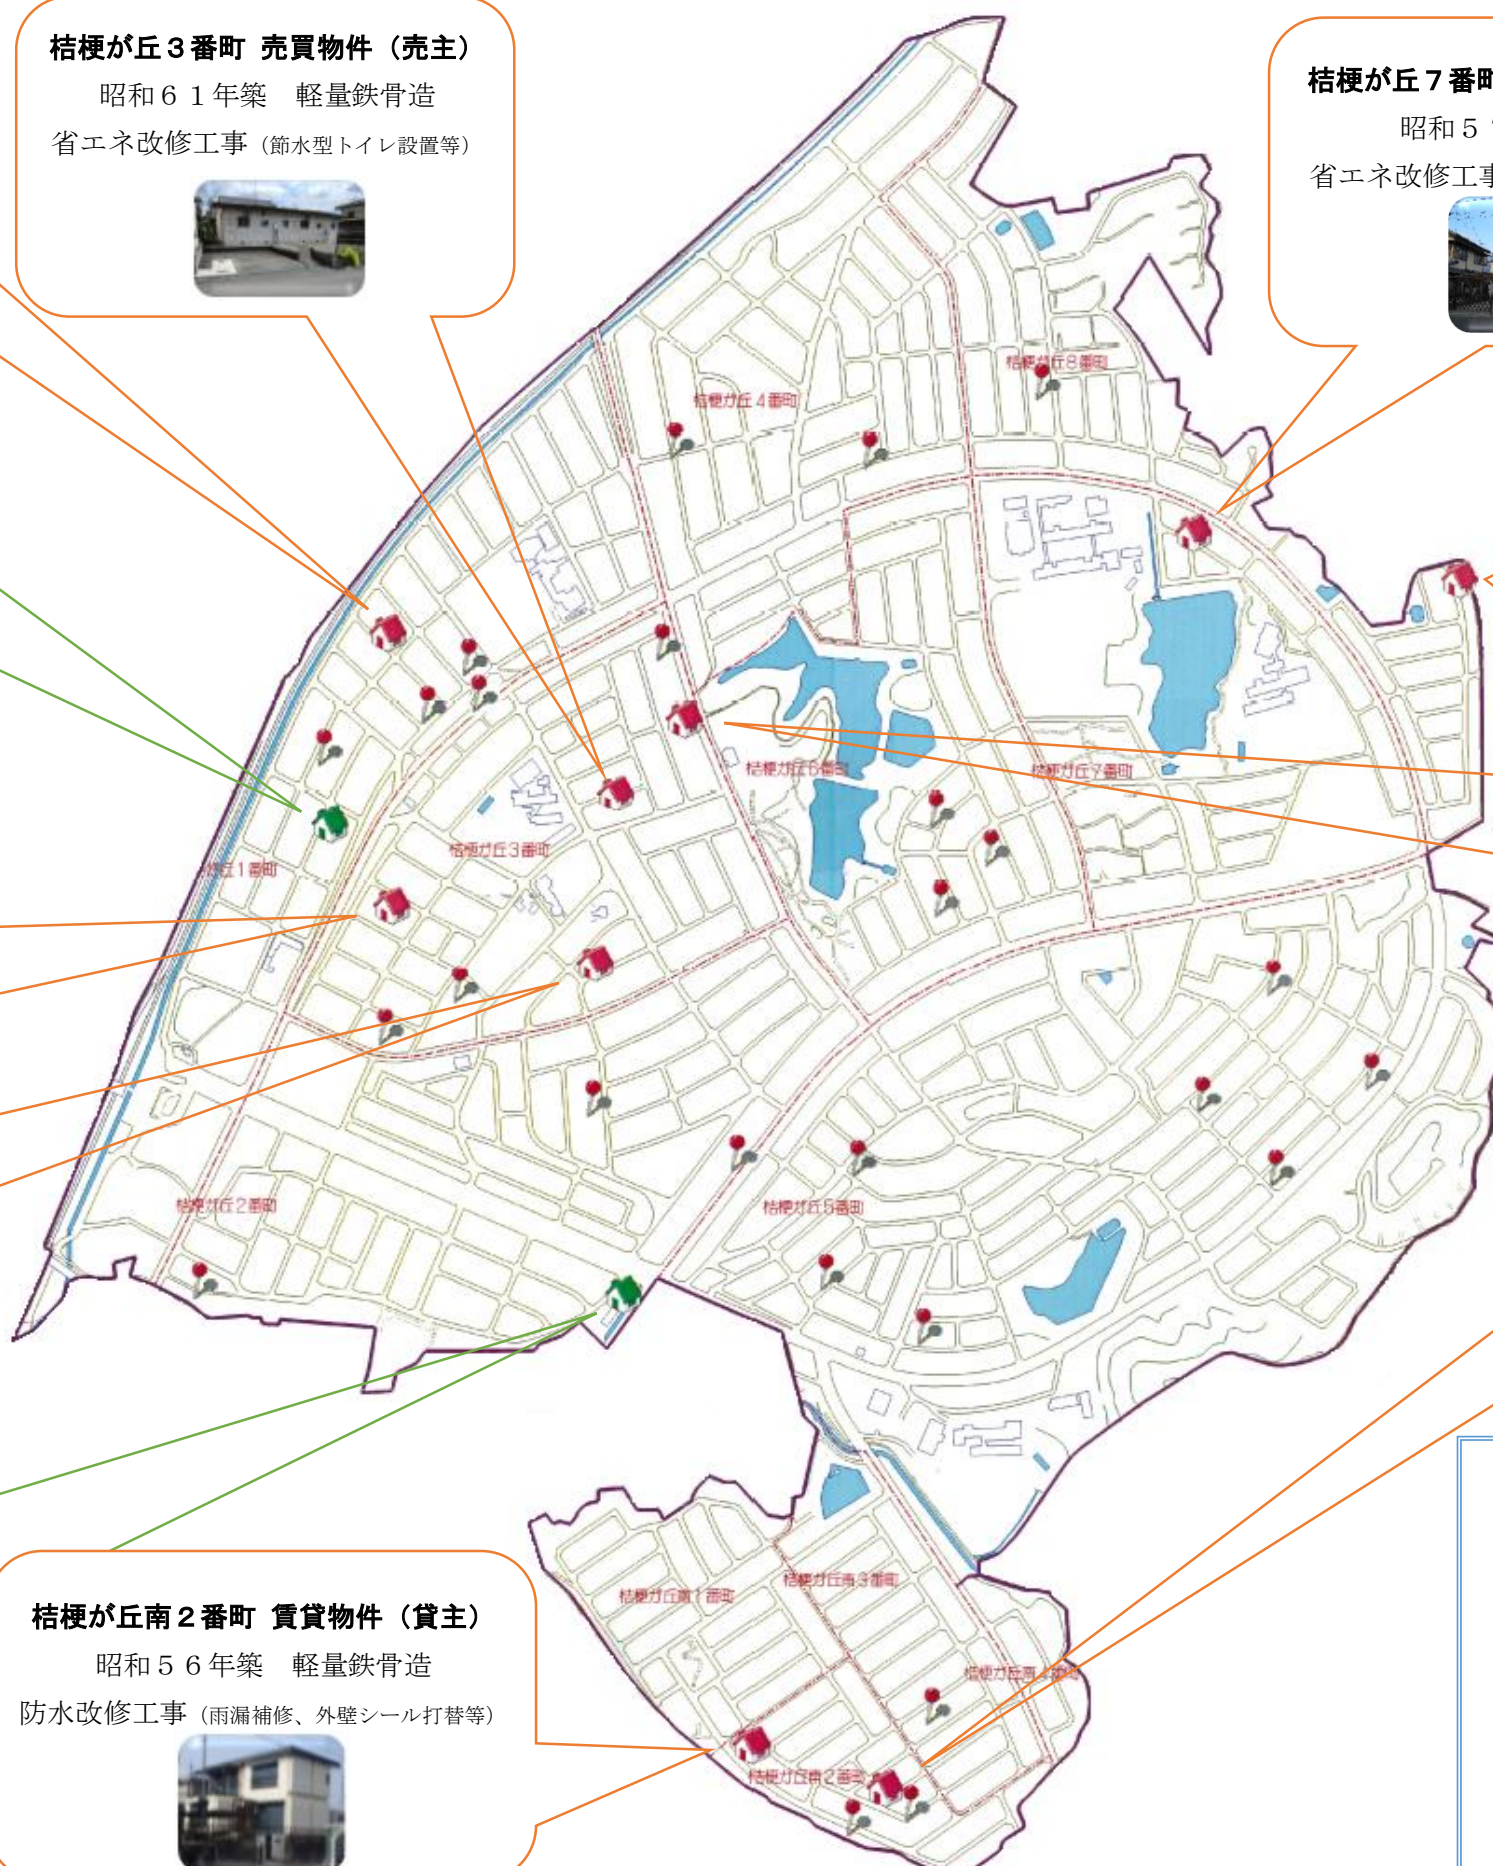 桔梗が丘３番町 売買物件（売主）
昭和６１年築　軽量鉄骨造
省エネ改修工事（節水型トイレ設置等）
桔梗が丘７番町
昭和５
省エネ改修工事
桔梗が丘８番町
桔梗が丘４番町
桔梗が丘６番町
桔梗が丘７番町
桔梗が丘３番町
丘１番町
桔梗が丘２番町
桔梗が丘５番町
桔梗が丘南２番町 賃貸物件（貸主）
昭和５６年築　軽量鉄骨造
防水改修工事（雨漏補修、外壁シール打替等）
桔梗が丘南１番町
桔梗が丘南３番町
桔梗が丘南４番町
桔梗が丘南２番町